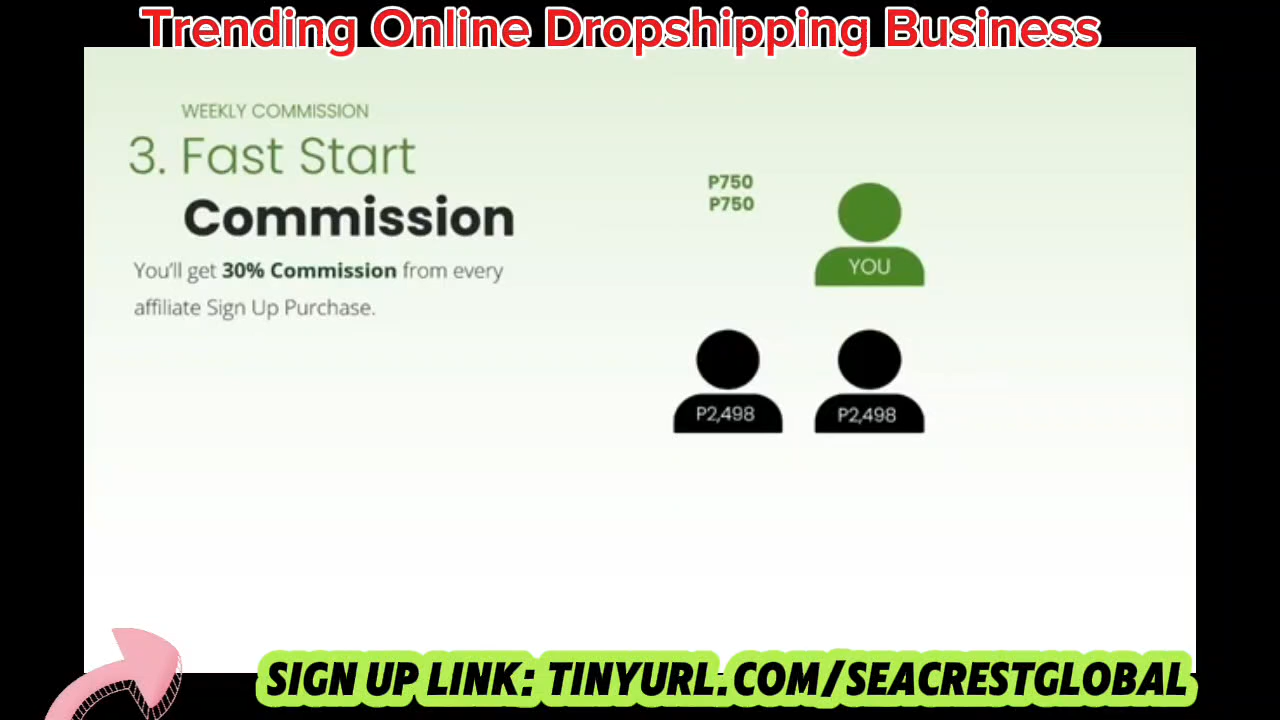 Trending Online Dropshipping Business
WEEKLY COMMISSION
3. Fast Start
Commission
You'll get 30% Commission from every
affiliate Sign Up Purchase.
P750
P750
YOU
P2,498
P2,498
SIGN UP LINK: TINYURL.COM/SEACRESTGLOBAL